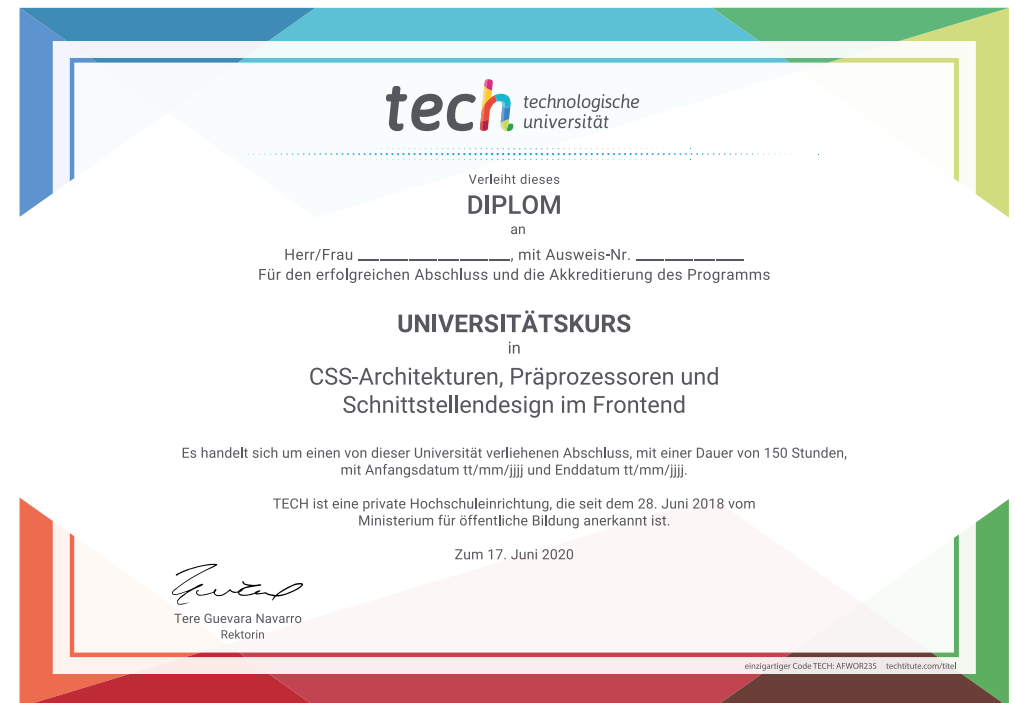 tech technologische
universität
Verleiht dieses
DIPLOM
an
Herr/Frau ________________, mit Ausweis-Nr. ____________
Für den erfolgreichen Abschluss und die Akkreditierung des Programms
UNIVERSITÄTSKURS
in
CSS-Architekturen, Präprozessoren und
Schnittstellendesign im Frontend
Es handelt sich um einen von dieser Universität verliehenen Abschluss, mit einer Dauer von 150 Stunden,
mit Anfangsdatum tt/mm/jjjj und Enddatum tt/mm/jjjj.
TECH ist eine private Hochschuleinrichtung, die seit dem 28. Juni 2018 vom
Ministerium für öffentliche Bildung anerkannt ist.
Zum 17. Juni 2020
Tere Guevara Navarro
Rektorin
einzigartiger Code TECH: AFWOR23S techtitute.com/titel